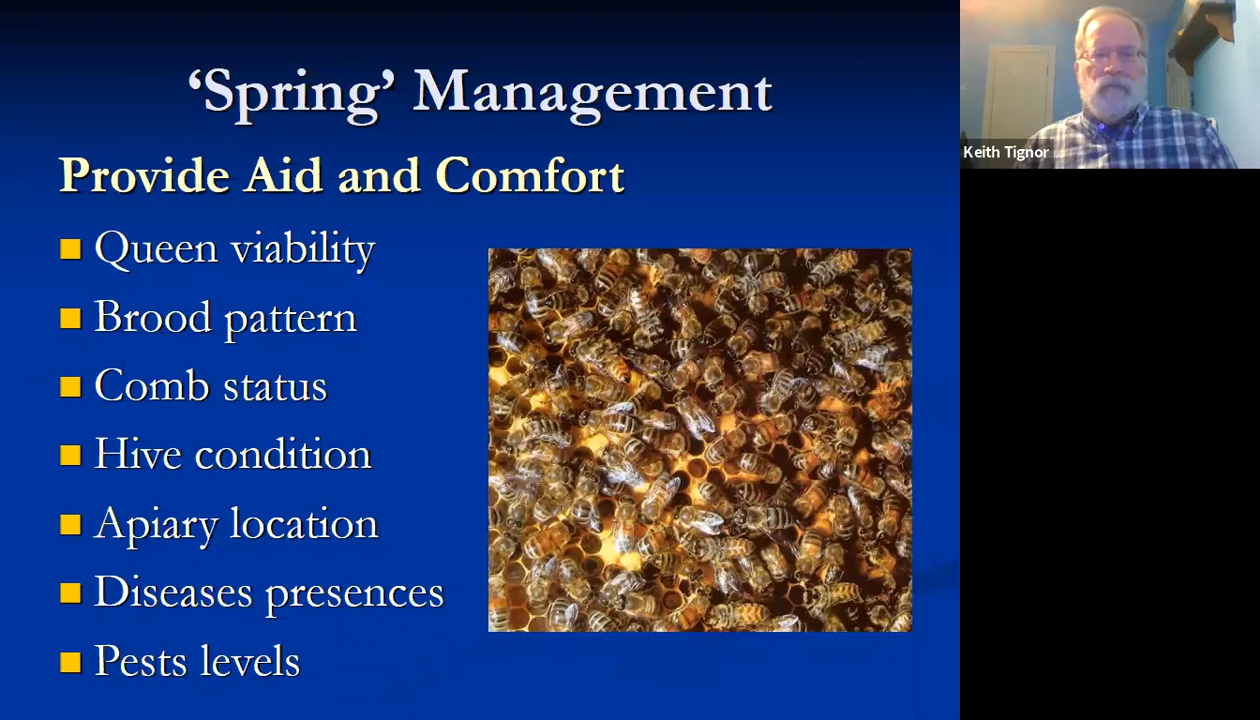 ‘Spring’ Management
Provide Aid and Comfort
Queen viability
Brood pattern
Comb status
Hive condition
Apiary location
Diseases presences
Pests levels
Keith Tignor